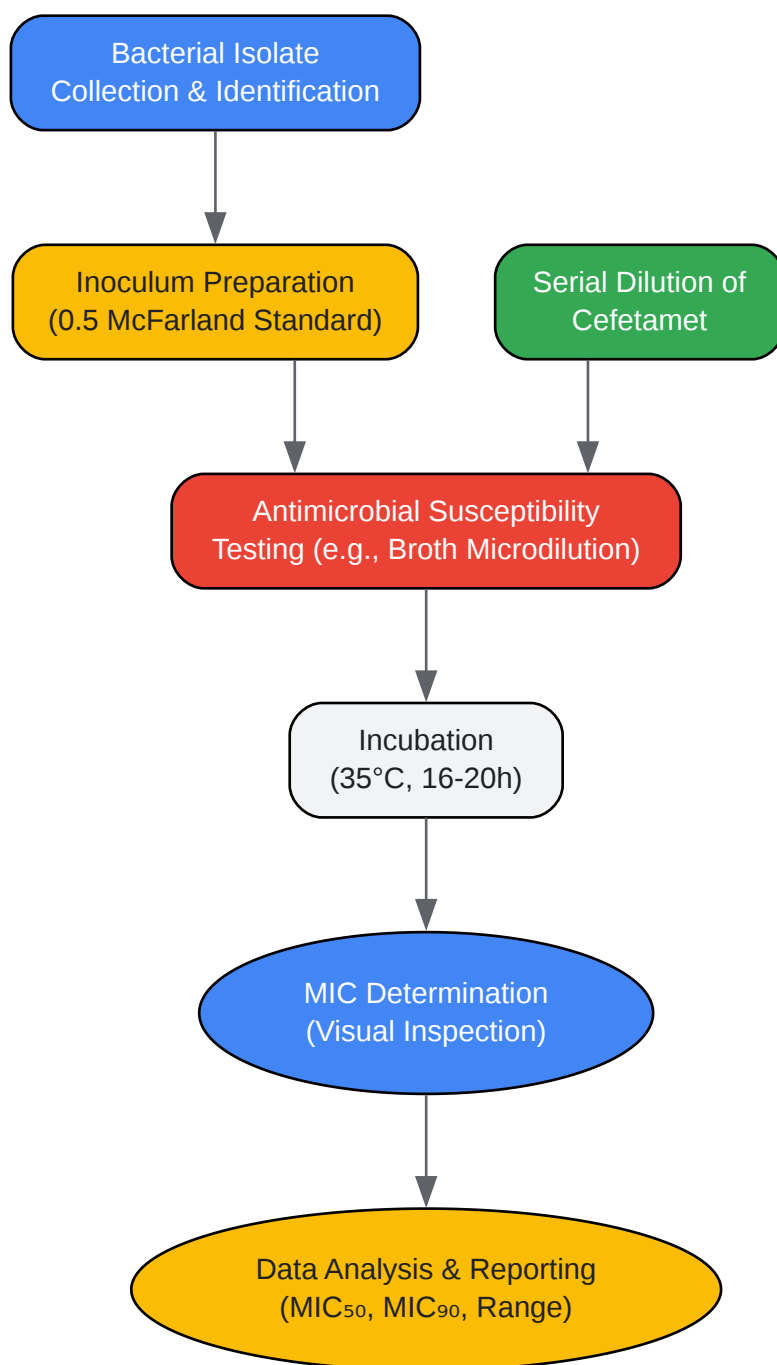 Bacterial Isolate
Collection & Identification
Inoculum Preparation
(0.5 McFarland Standard)
Serial Dilution of
Cefetamet
Antimicrobial Susceptibility
Testing (e.g., Broth Microdilution)
Incubation
(35°C, 16-20h)
MIC Determination
(Visual Inspection)
Data Analysis & Reporting
(MIC₅₀, MIC₉₀, Range)